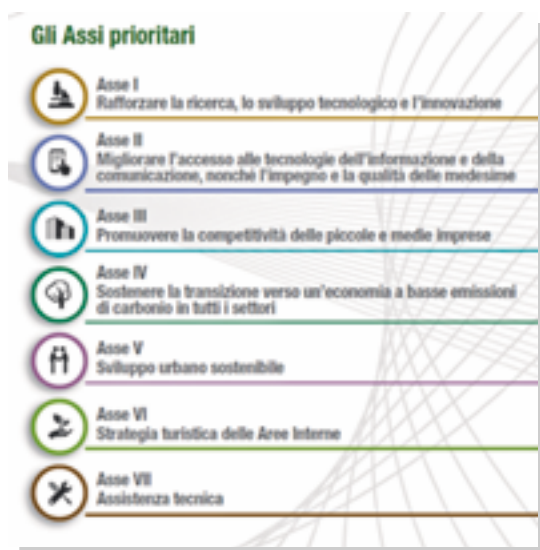 Gli Assi prioritari
Asse I
Rafforzare la ricerca, lo sviluppo tecnologico e l'innovazione
Asse II
Migliorare l'accesso alle tecnologie dell'informazione e della
comunicazione, nonché l'impegno e la qualità delle medesime
Asse III
Promuovere la competitività delle piccole e medie imprese
Asse IV
Sostenere la transizione verso un'economia a basse emissioni
di carbonio in tutti i settori
Asse V
Sviluppo urbano sostenibile
Asse VI
Strategia turistica delle Aree Interne
Asse VII
Assistenza tecnica